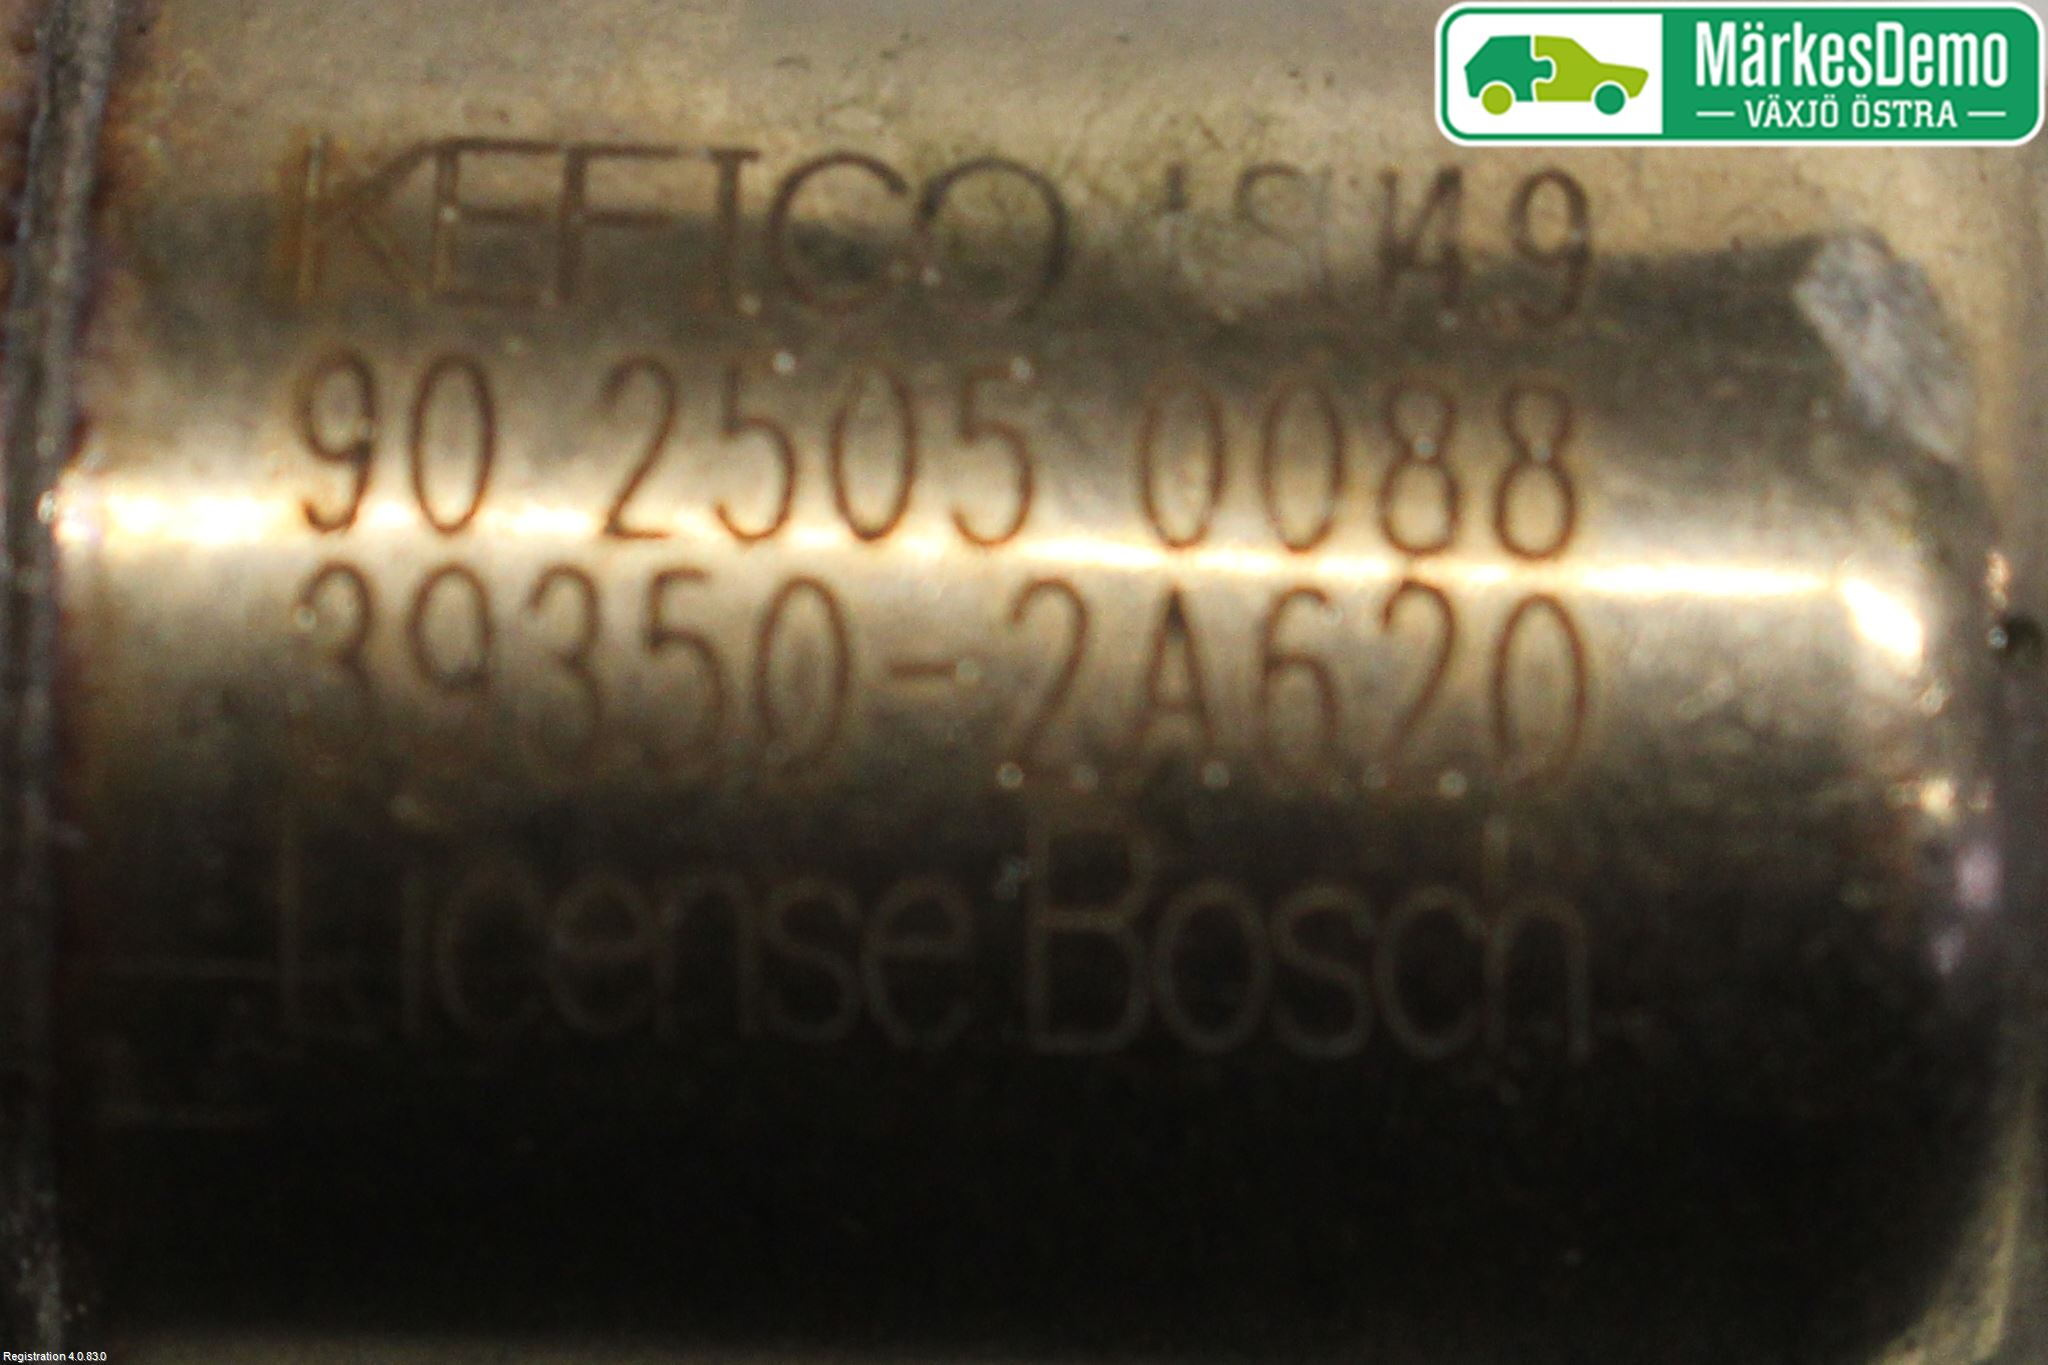 MärkesDemo
VÄXJÖ ÖSTRA
KEFICO
90 2505 0088
39350-2A620
License Bosch
Registration 4.0.83.0